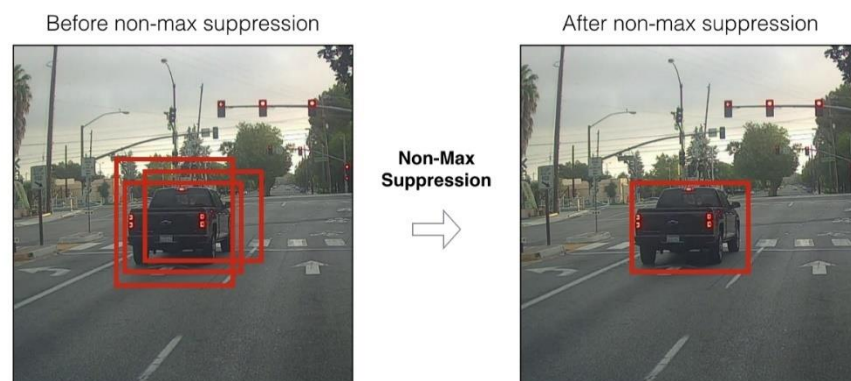 Before non-max suppression
After non-max suppression
Non-Max
Suppression